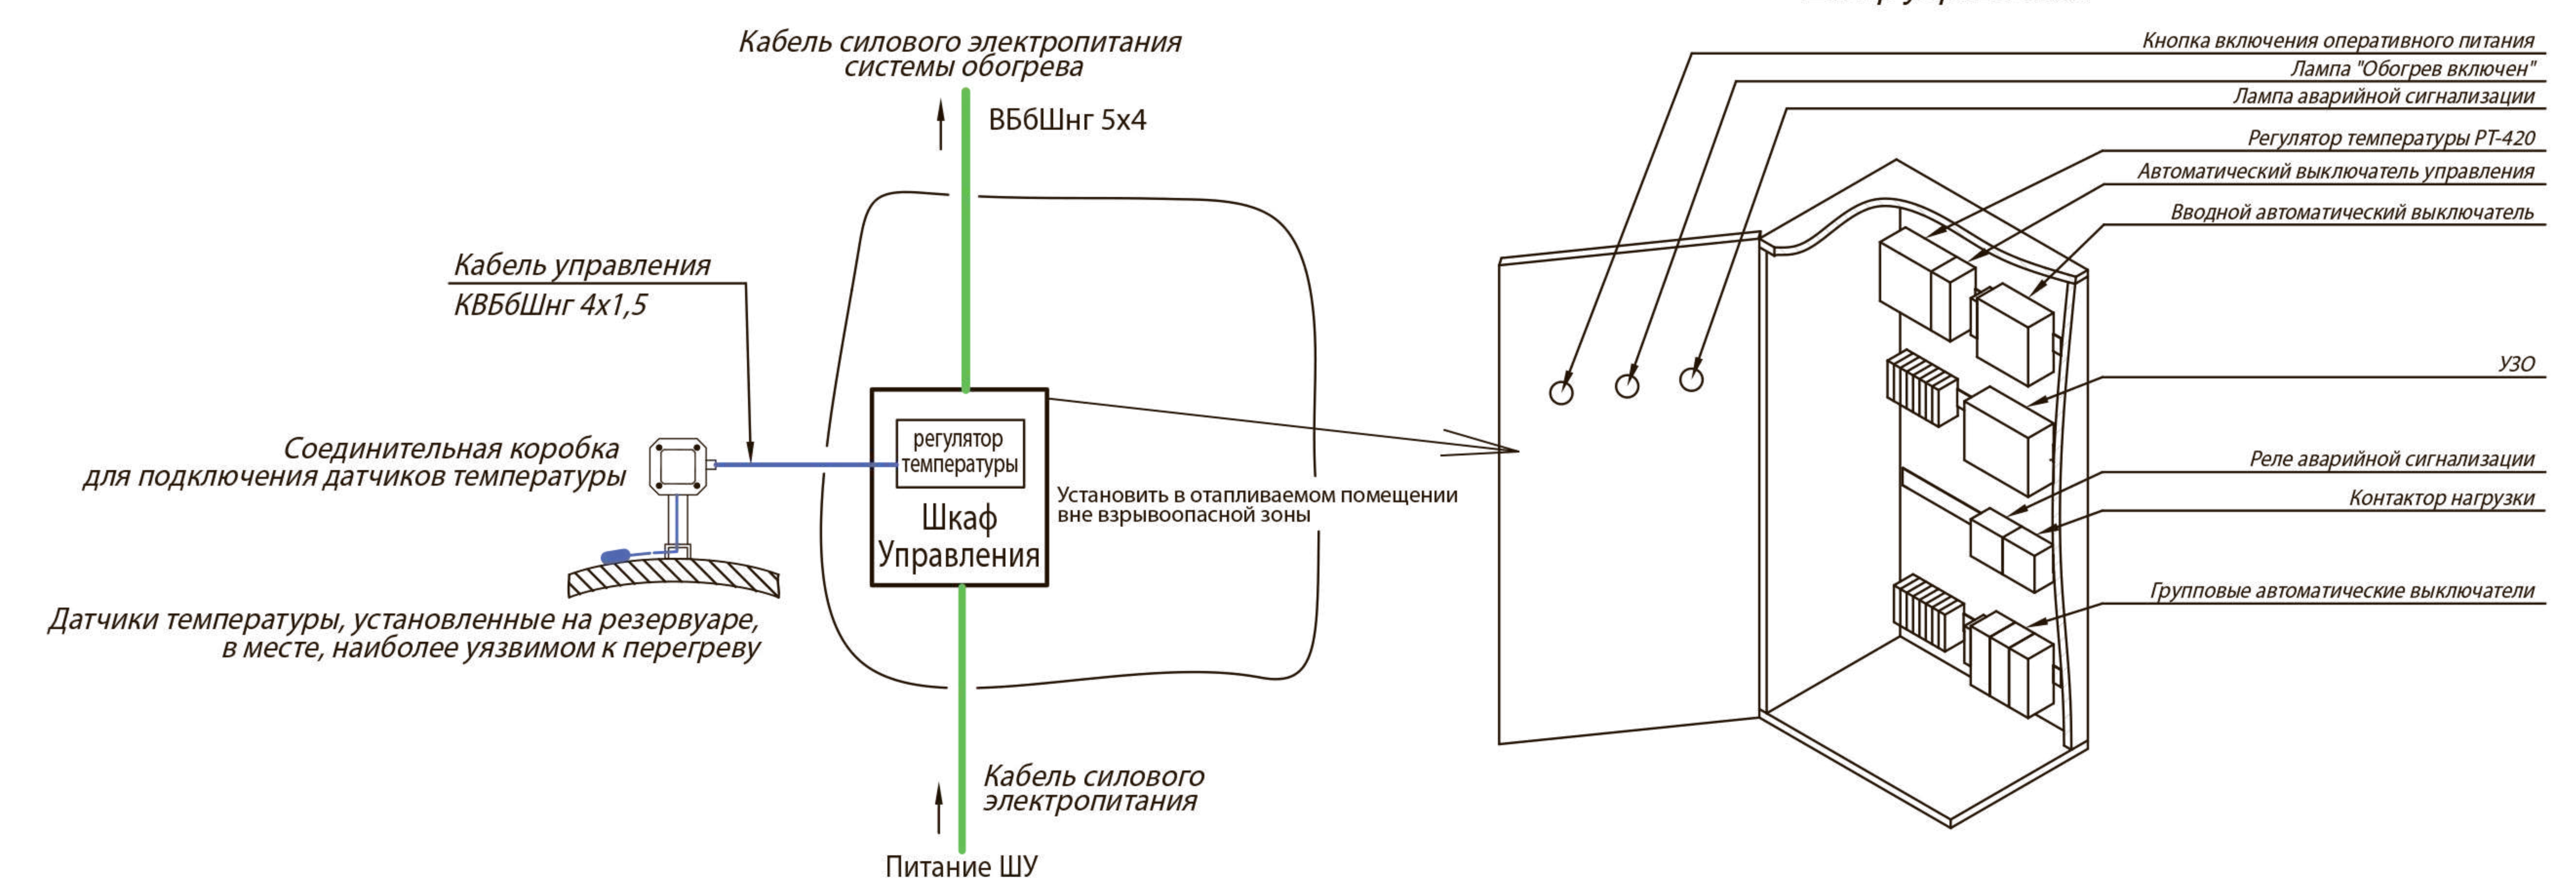 Кабель силового электропитания
системы обогрева
ВБбШнг 5х4
Кабель управления
КВБбШнг 4х1,5
Соединительная коробка
для подключения датчиков температуры
Датчики температуры, установленные на резервуаре,
в месте, наиболее уязвимом к перегреву
регулятор
температуры
Шкаф
Управления
Установить в отапливаемом помещении
вне взрывоопасной зоны
Кабель силового
электропитания
Питание ШУ
Кнопка включения оперативного питания
Лампа "Обогрев включен"
Лампа аварийной сигнализации
Регулятор температуры РТ-420
Автоматический выключатель управления
Вводной автоматический выключатель
УЗО
Реле аварийной сигнализации
Контактор нагрузки
Групповые автоматические выключатели